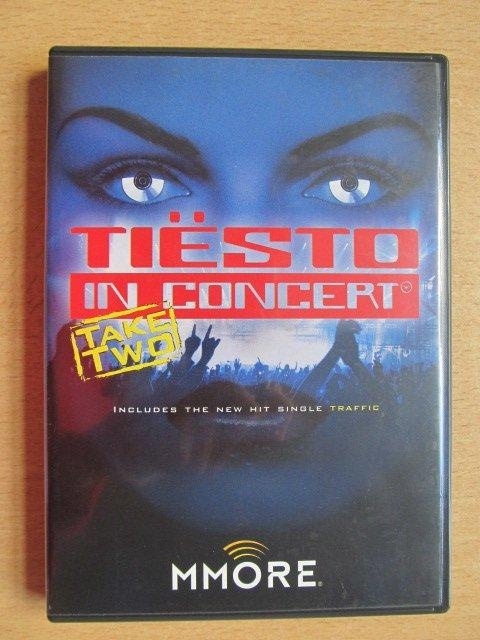 TIËSTO
IN CONCERT
TAKE
TWO
INCLUDES THE NEW HIT SINGLE TRAFFIC
MMORE®